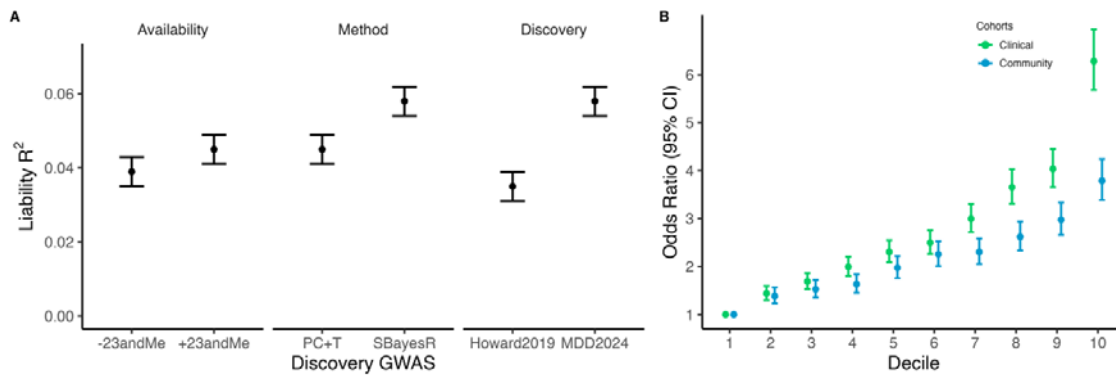 A
Availability
Method
Discovery
Liability R²
0.06
0.04
0.02
0.00
-23andMe
+23andMe
PC+T
SBayesR
Howard2019
MDD2024
Discovery GWAS
B
Cohorts
Clinical
Community
Odds Ratio (95% CI)
6
5
4
3
2
1
1 2 3 4 5 6 7 8 9 10
Decile